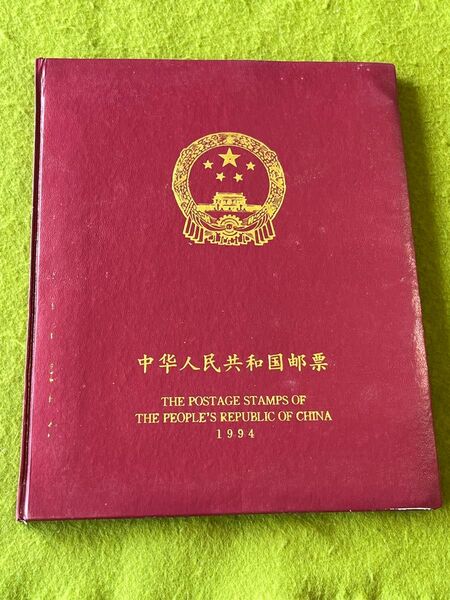 中华人民共和国邮票
THE POSTAGE STAMPS OF
THE PEOPLE'S REPUBLIC OF CHINA
1994